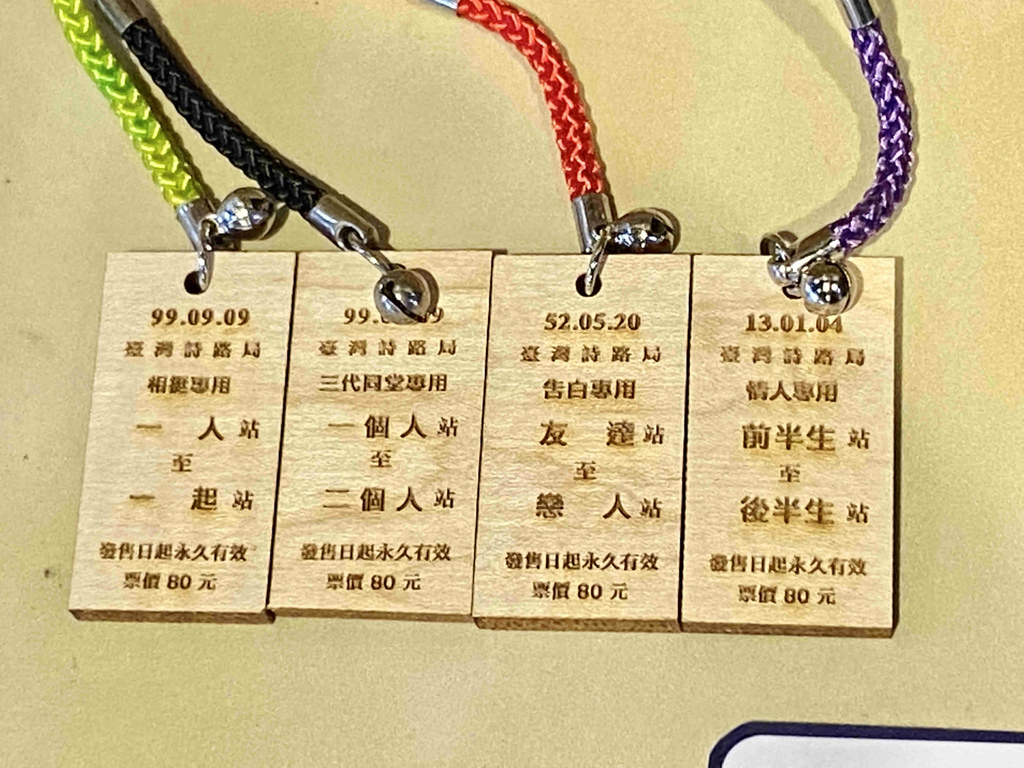 99.09.09
臺灣詩路局
相挺專用
一 人 站
至
一 起 站
發售日起永久有效
票價 80 元
臺灣詩路局
三代同堂專用
一個人 站
至
二個人 站
發售日起永久有效
票價 80 元
52.05.20
臺灣詩路局
告白專用
友 達 站
至
戀 人 站
發售日起永久有效
票價 80 元
13.01.04
臺灣詩路局
情人專用
前半生 站
至
後半生 站
發售日起永久有效
票價 80 元